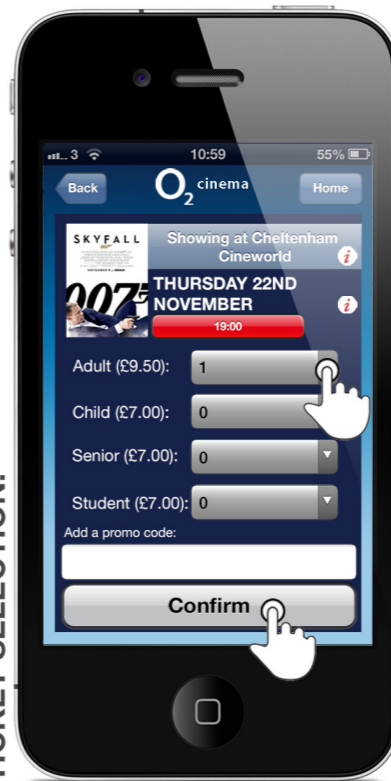 3 10:59 55%
Back O2 cinema Home
SKYFALL
007
Showing at Cheltenham
Cineworld i
THURSDAY 22ND
NOVEMBER i
19:00
Adult (£9.50): 1
Child (£7.00): 0
Senior (£7.00): 0
Student (£7.00): 0
Add a promo code:
Confirm
SELECTION: